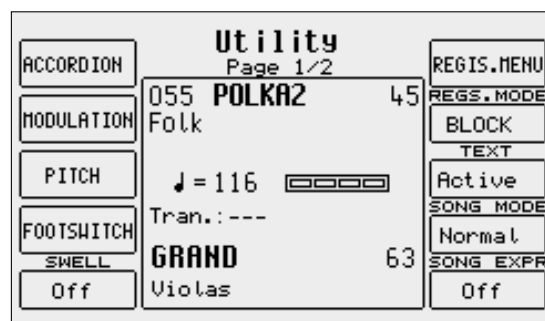 Utility
Page 1/2
ACCORDION
MODULATION
PITCH
FOOTSWITCH
SWELL
Off
055 POLKA2 45
Folk
♩= 116
Tran.:---
GRAND 63
Violas
REGIS.MENU
REGS.MODE
BLOCK
TEXT
Active
SONG MODE
Normal
SONG EXPR
Off